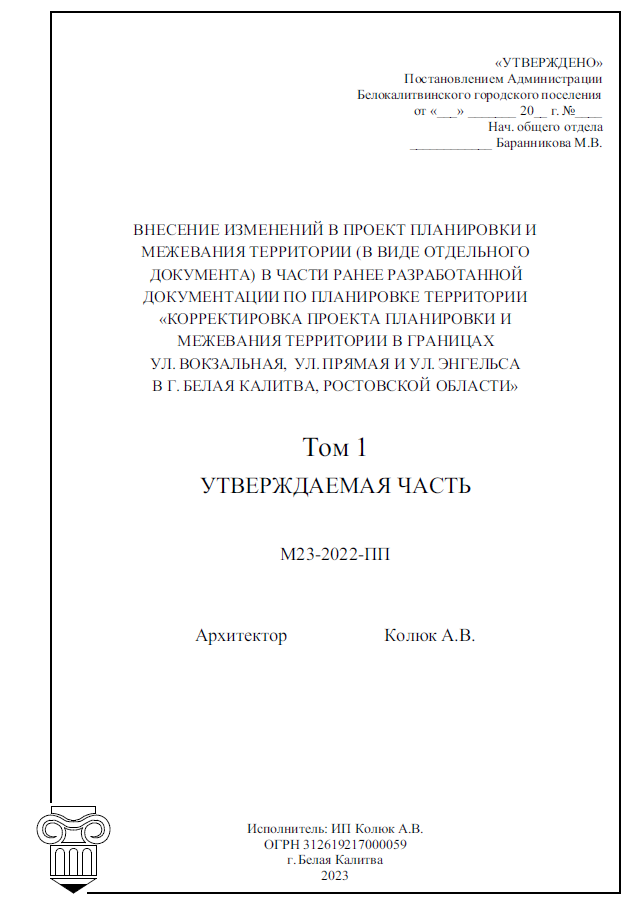 «УТВЕРЖДЕНО»
Постановлением Администрации
Белокалитвинского городского поселения
от «___» _______ 20__ г. №____
Нач. общего отдела
____________ Баранникова М.В.
ВНЕСЕНИЕ ИЗМЕНЕНИЙ В ПРОЕКТ ПЛАНИРОВКИ И
МЕЖЕВАНИЯ ТЕРРИТОРИИ (В ВИДЕ ОТДЕЛЬНОГО
ДОКУМЕНТА) В ЧАСТИ РАНЕЕ РАЗРАБОТАННОЙ
ДОКУМЕНТАЦИИ ПО ПЛАНИРОВКЕ ТЕРРИТОРИИ
«КОРРЕКТИРОВКА ПРОЕКТА ПЛАНИРОВКИ И
МЕЖЕВАНИЯ ТЕРРИТОРИИ В ГРАНИЦАХ
УЛ. ВОКЗАЛЬНАЯ, УЛ. ПРЯМАЯ И УЛ. ЭНГЕЛЬСА
В Г. БЕЛАЯ КАЛИТВА, РОСТОВСКОЙ ОБЛАСТИ»
Том 1
УТВЕРЖДАЕМАЯ ЧАСТЬ
М23-2022-ПП
Архитектор Колюк А.В.
Исполнитель: ИП Колюк А.В.
ОГРН 312619217000059
г. Белая Калитва
2023